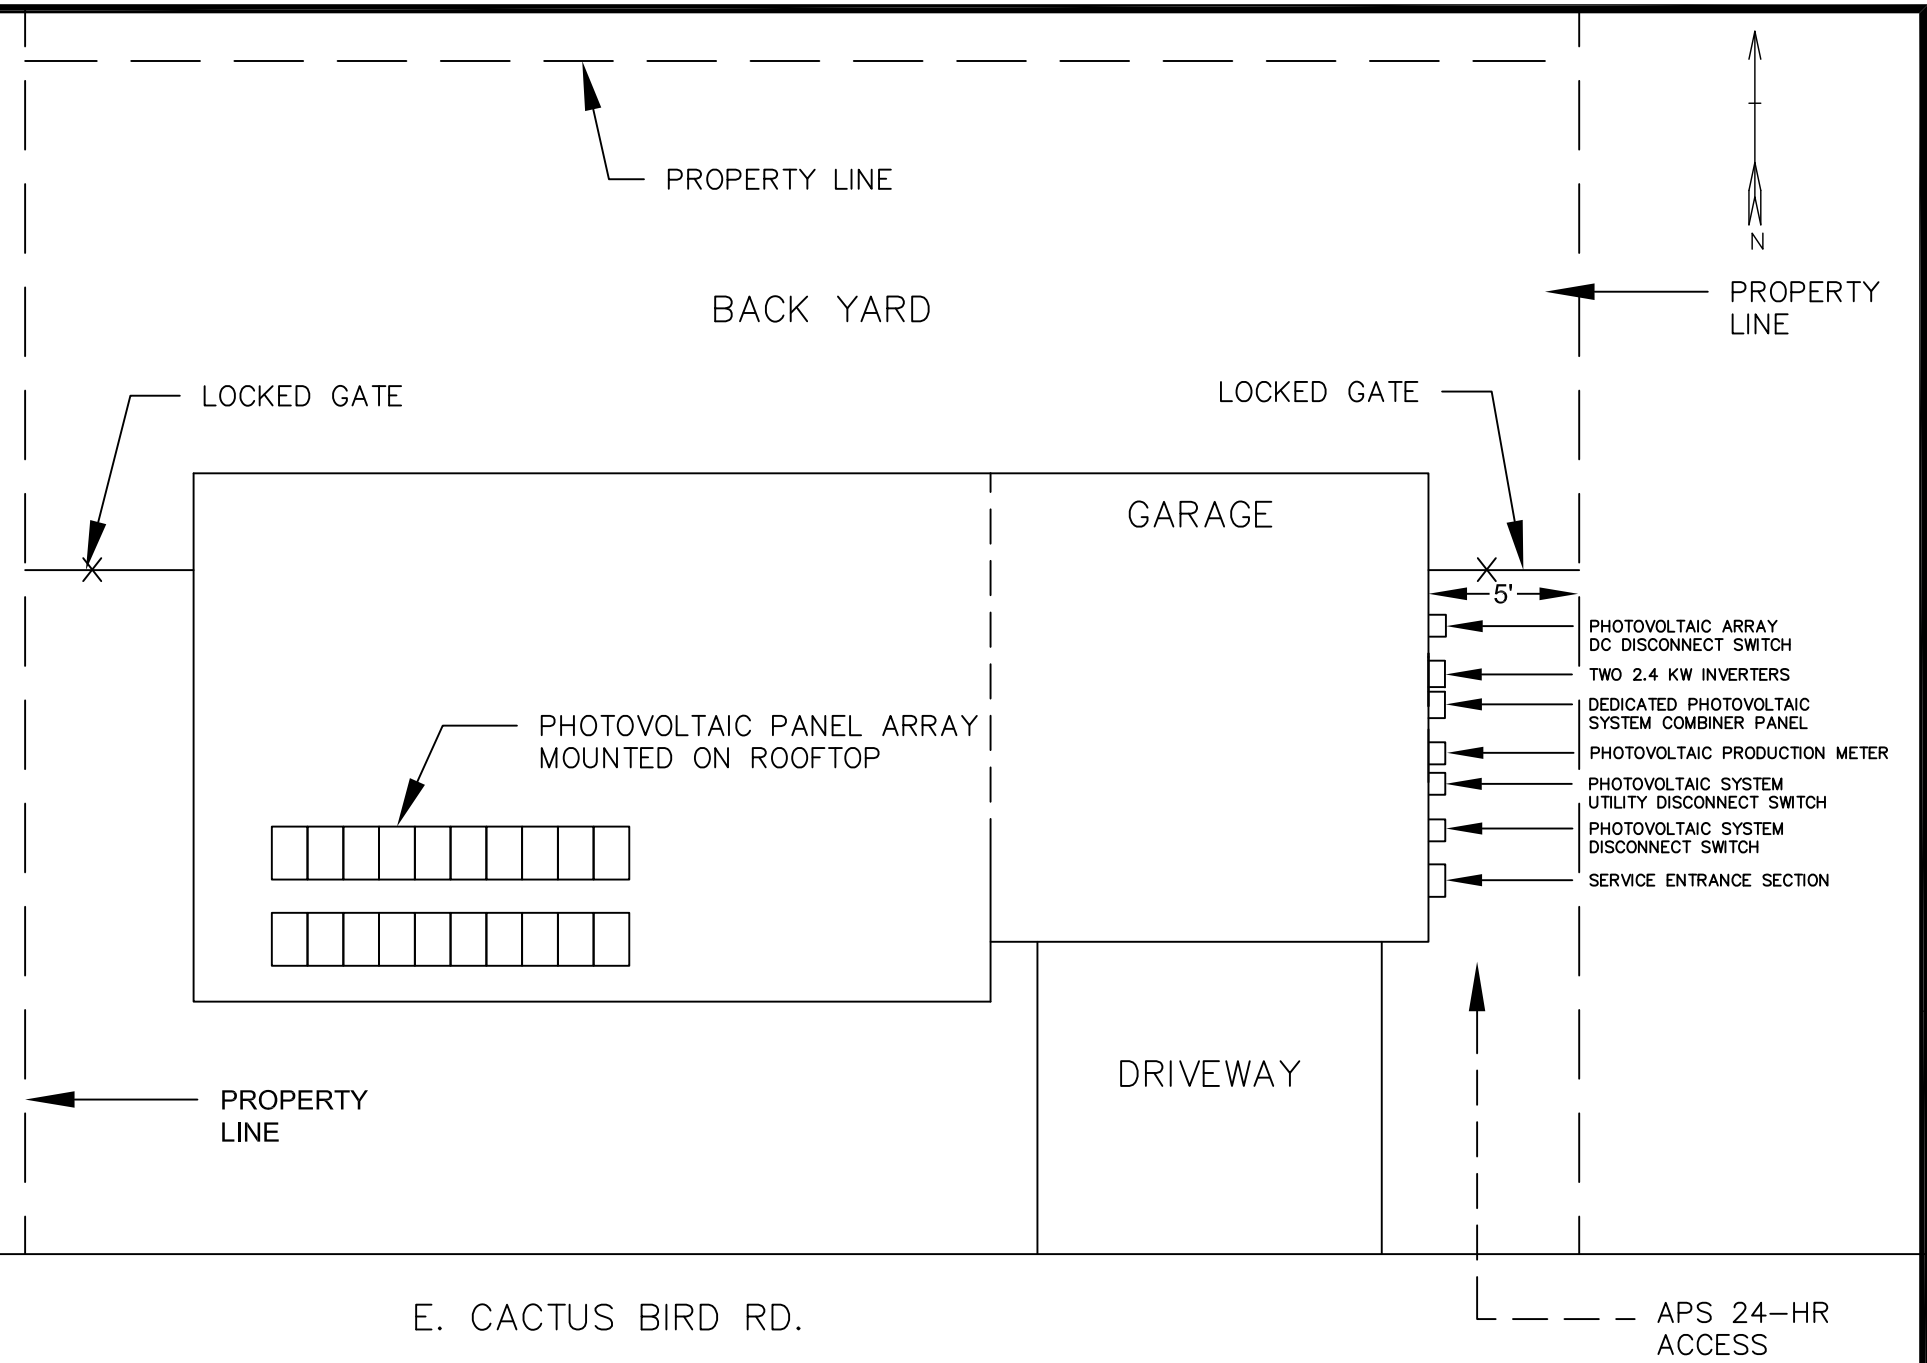 PROPERTY LINE
N
BACK YARD
PROPERTY
LINE
LOCKED GATE
LOCKED GATE
GARAGE
5'
PHOTOVOLTAIC ARRAY
DC DISCONNECT SWITCH
TWO 2.4 KW INVERTERS
DEDICATED PHOTOVOLTAIC
SYSTEM COMBINER PANEL
PHOTOVOLTAIC PANEL ARRAY
MOUNTED ON ROOFTOP
PHOTOVOLTAIC PRODUCTION METER
PHOTOVOLTAIC SYSTEM
UTILITY DISCONNECT SWITCH
PHOTOVOLTAIC SYSTEM
DISCONNECT SWITCH
SERVICE ENTRANCE SECTION
DRIVEWAY
PROPERTY
LINE
E. CACTUS BIRD RD.
APS 24-HR
ACCESS